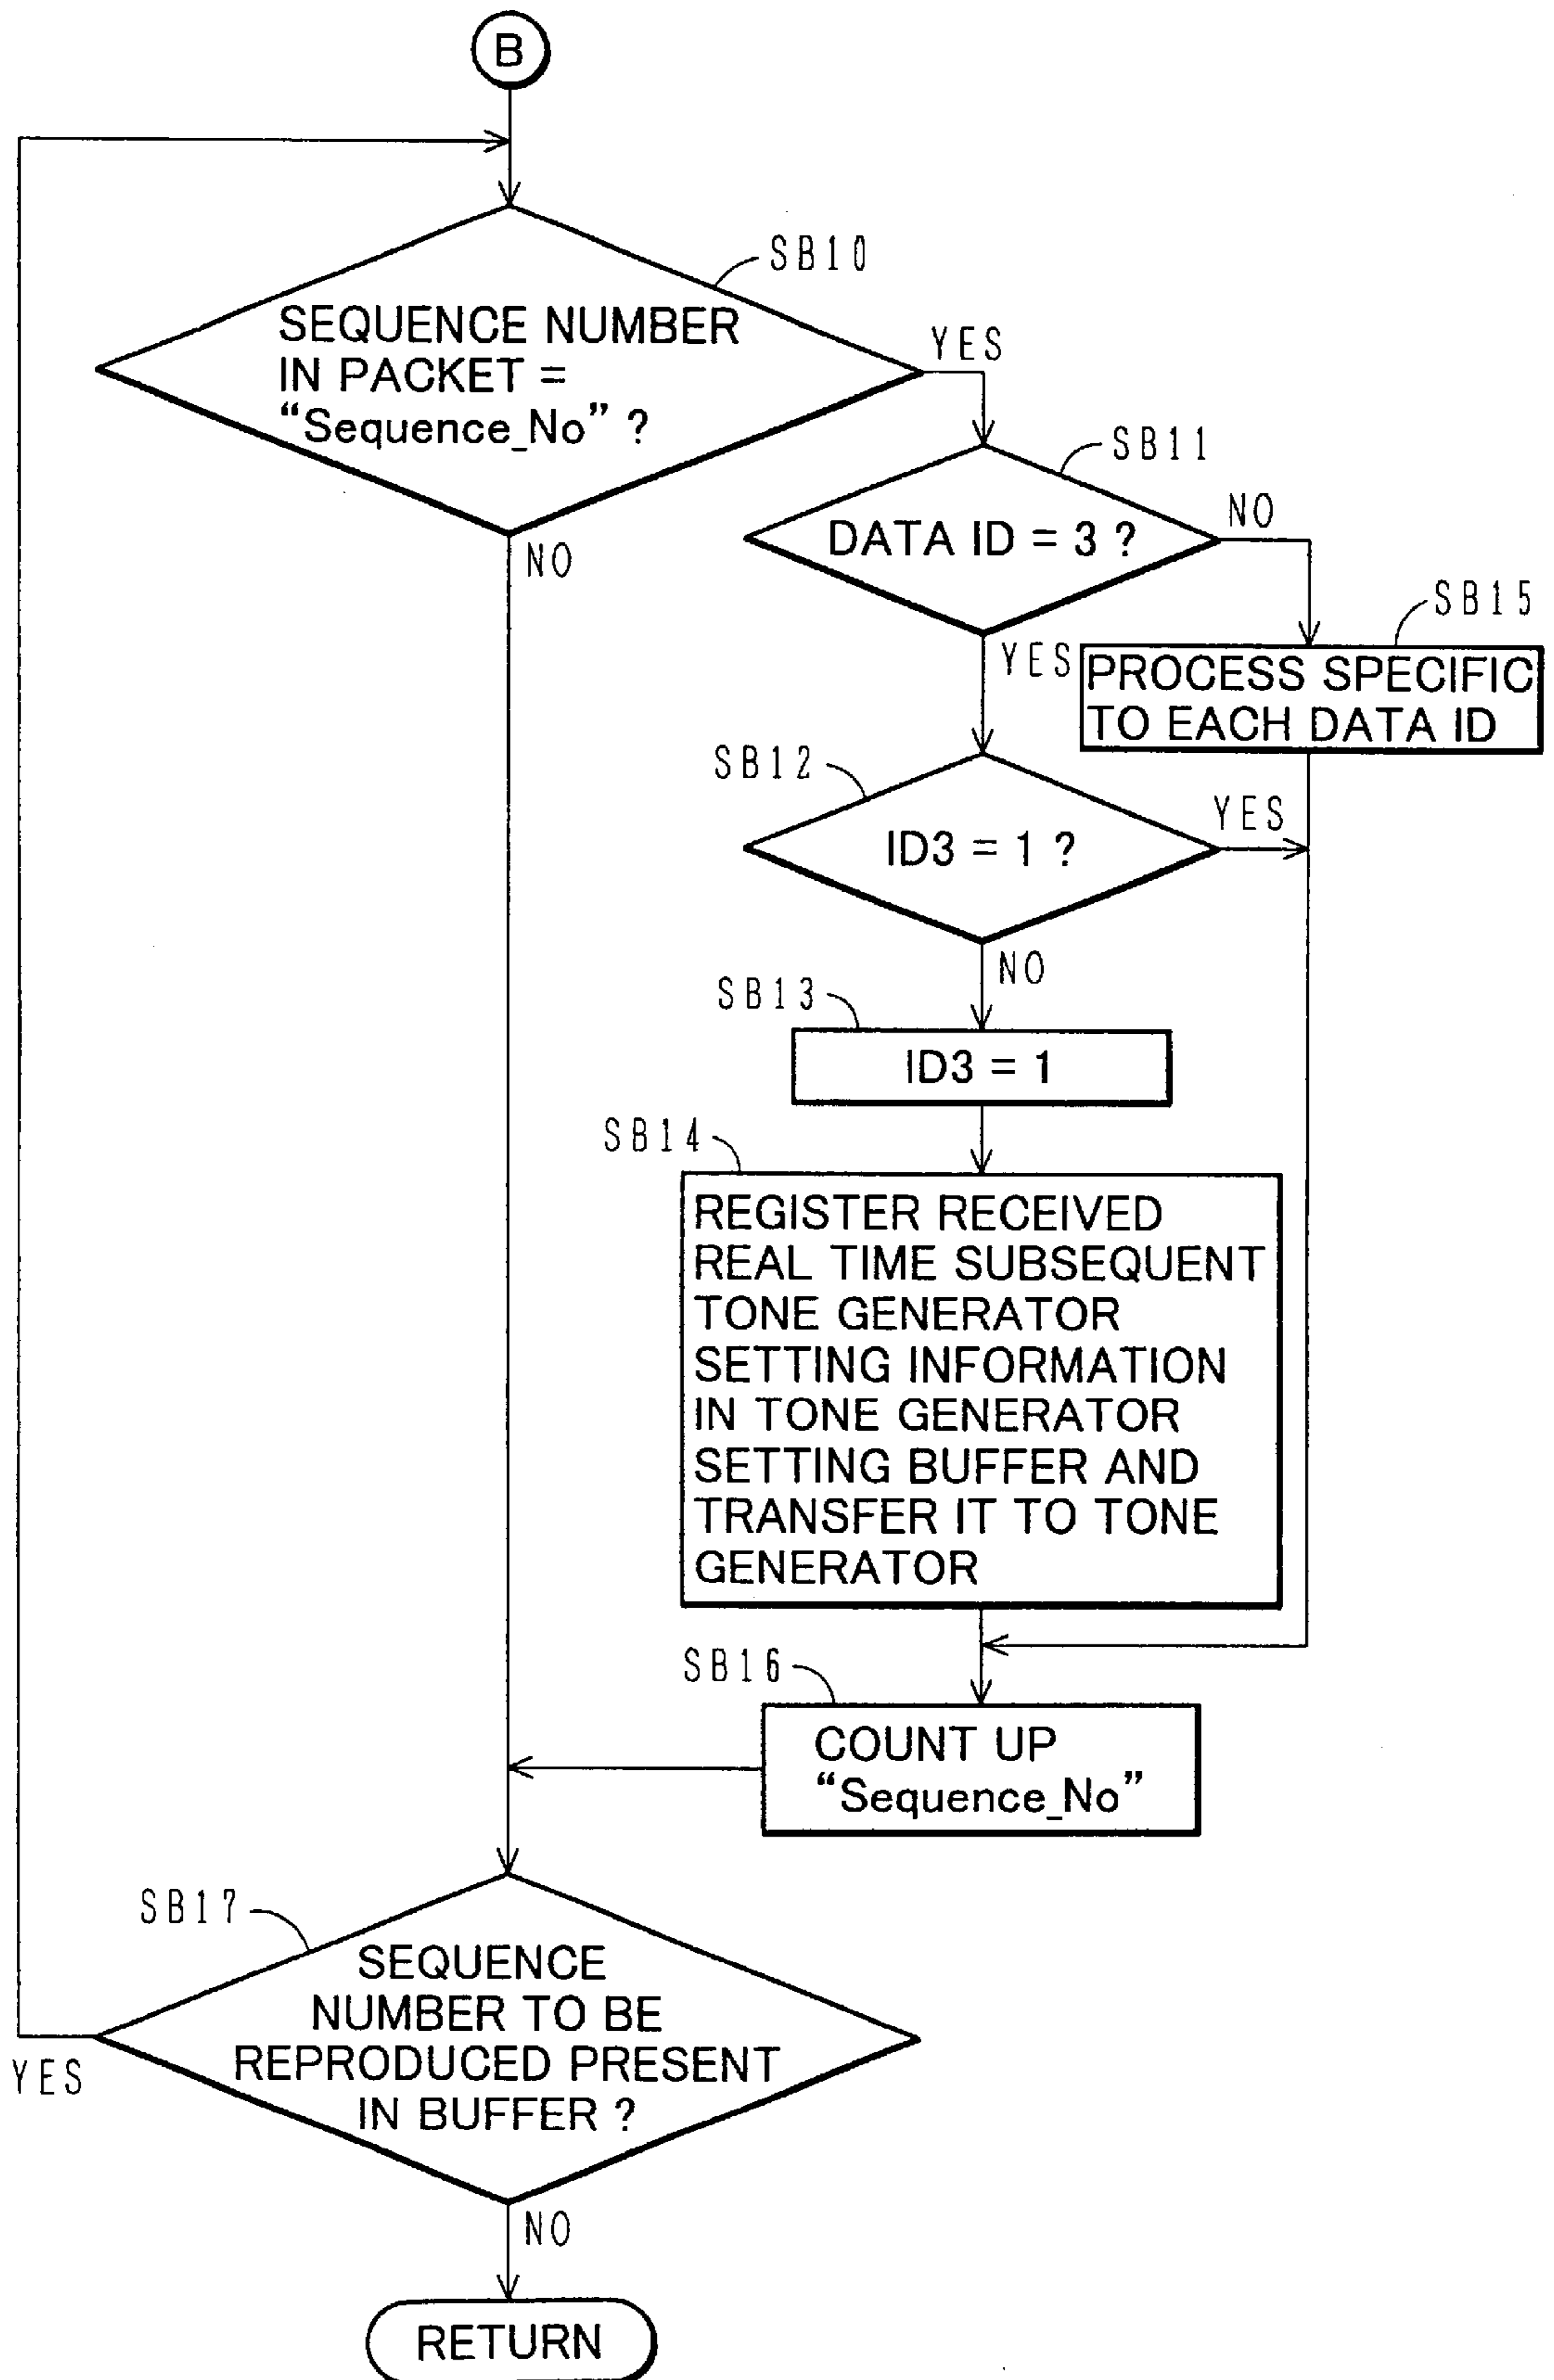 B
SB10
SEQUENCE NUMBER
IN PACKET =
“Sequence_No” ?
YES
NO
SB11
DATA ID = 3 ?
NO
YES
SB15
PROCESS SPECIFIC
TO EACH DATA ID
SB12
ID3 = 1 ?
YES
NO
SB13
ID3 = 1
SB14
REGISTER RECEIVED
REAL TIME SUBSEQUENT
TONE GENERATOR
SETTING INFORMATION
IN TONE GENERATOR
SETTING BUFFER AND
TRANSFER IT TO TONE
GENERATOR
SB16
COUNT UP
“Sequence_No”
SB17
SEQUENCE
NUMBER TO BE
REPRODUCED PRESENT
IN BUFFER ?
YES
NO
RETURN